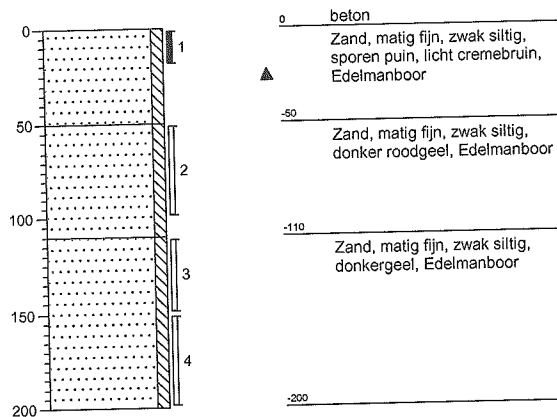 0
50
100
150
200
1
2
3
4
0 beton
Zand, matig fijn, zwak siltig,
sporen puin, licht cremebruin,
Edelmanboor
-50
Zand, matig fijn, zwak siltig,
donker roodgeel, Edelmanboor
-110
Zand, matig fijn, zwak siltig,
donkergeel, Edelmanboor
-200